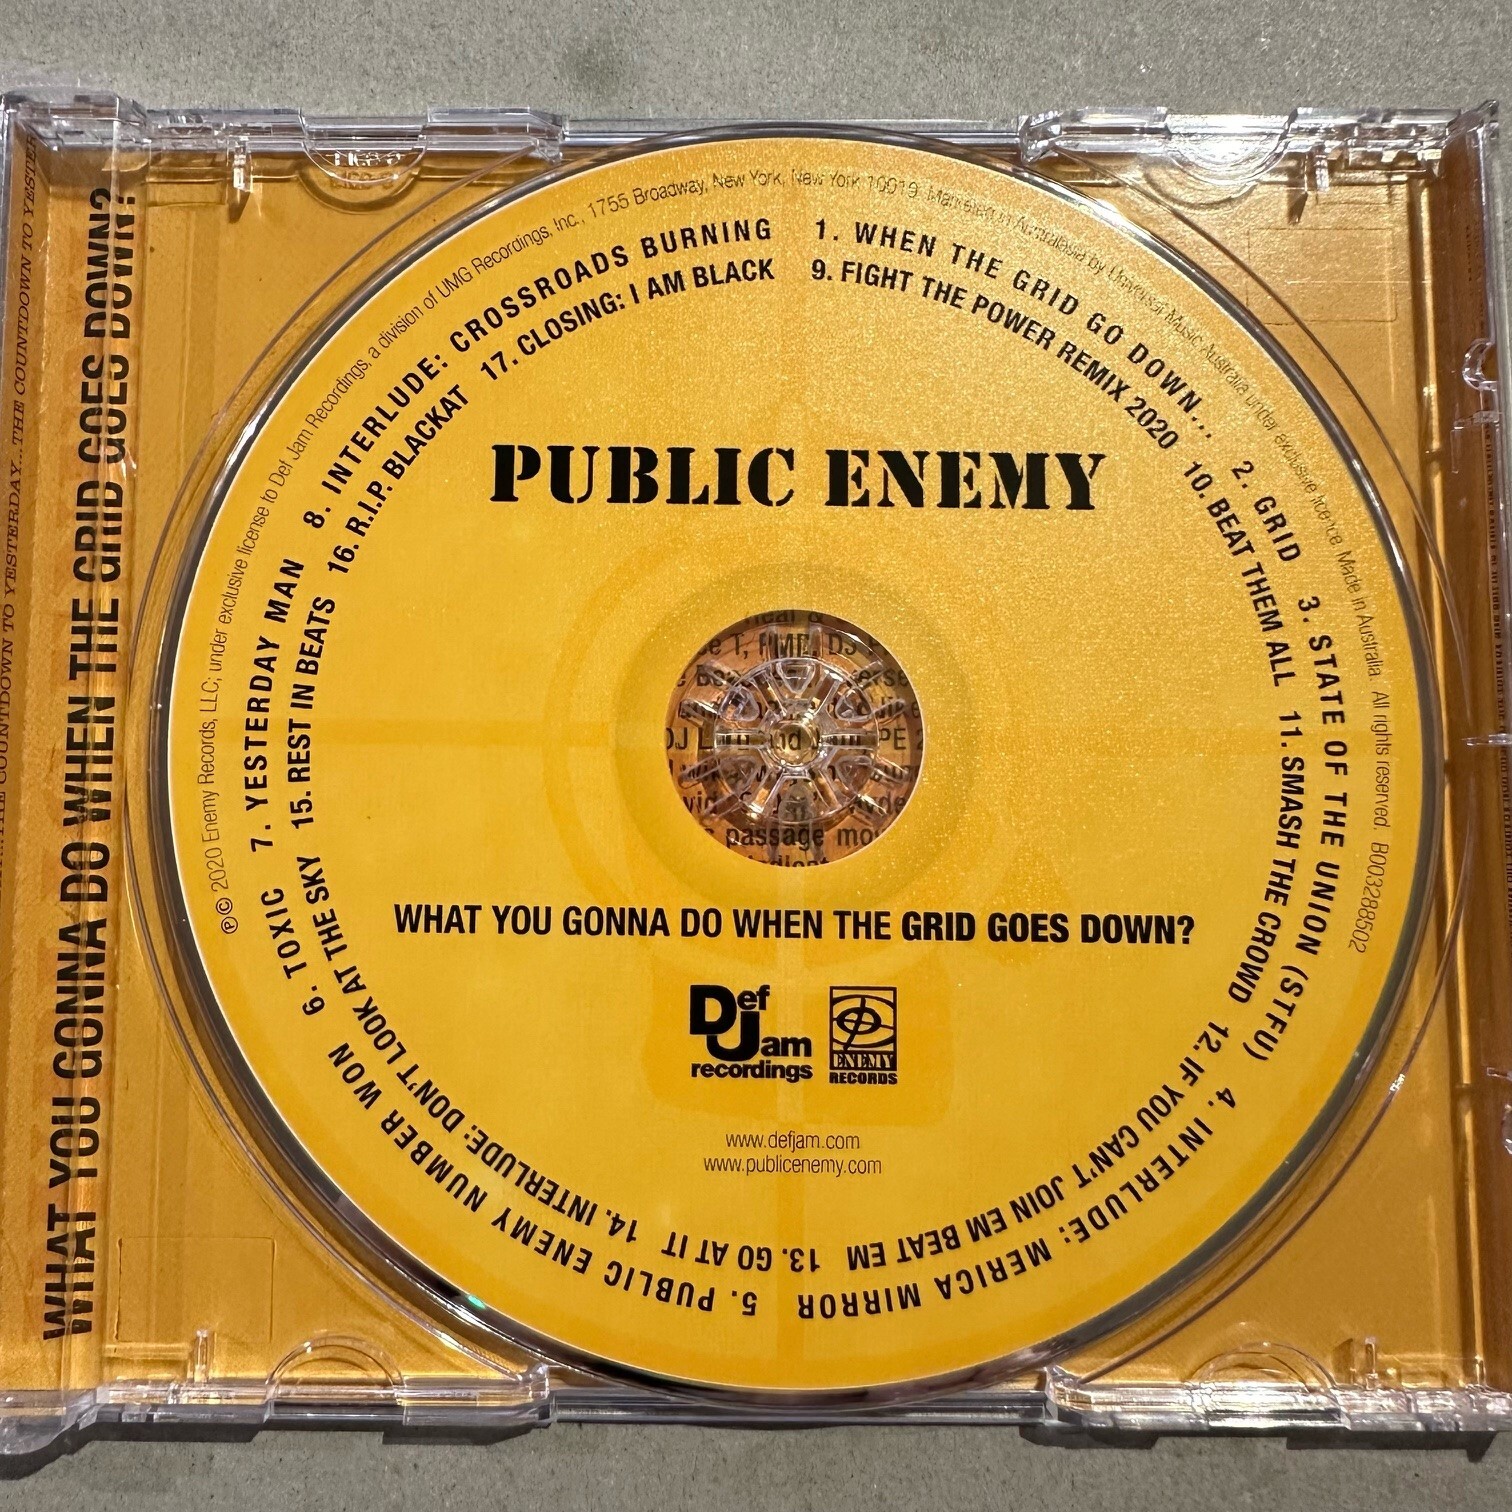 PUBLIC ENEMY
WHAT YOU GONNA DO WHEN THE GRID GOES DOWN?
Def Jam recordings
ENEMY RECORDS
www.defjam.com
www.publicenemy.com
1. WHEN THE GRID GO DOWN...
2. GRID
3. STATE OF THE UNION (STFU)
4. INTERLUDE: MERICA MIRROR
5. PUBLIC ENEMY NUMBER WON
6. TOXIC
7. YESTERDAY MAN
8. INTERLUDE: CROSSROADS BURNING
9. FIGHT THE POWER REMIX 2020
10. BEAT THEM ALL
11. SMASH THE CROWD
12. IF YOU CAN'T JOIN EM BEAT EM
13. GO AT IT
14. INTERLUDE: DON'T LOOK AT THE SKY
15. REST IN BEATS
16. R.I.P. BLACKAT
17. CLOSING: I AM BLACK
℗© 2020 Enemy Records, LLC; under exclusive license to Def Jam Recordings, a division of UMG Recordings, Inc., 1755 Broadway, New York, New York 10019. Marketed in Australasia by Universal Music Australia under exclusive licence. Made in Australia. All rights reserved. B003288502
WHAT YOU GONNA DO WHEN THE GRID GOES DOWN?
COUNTDOWN TO YESTERDAY...THE COUNTDOWN TO
passage